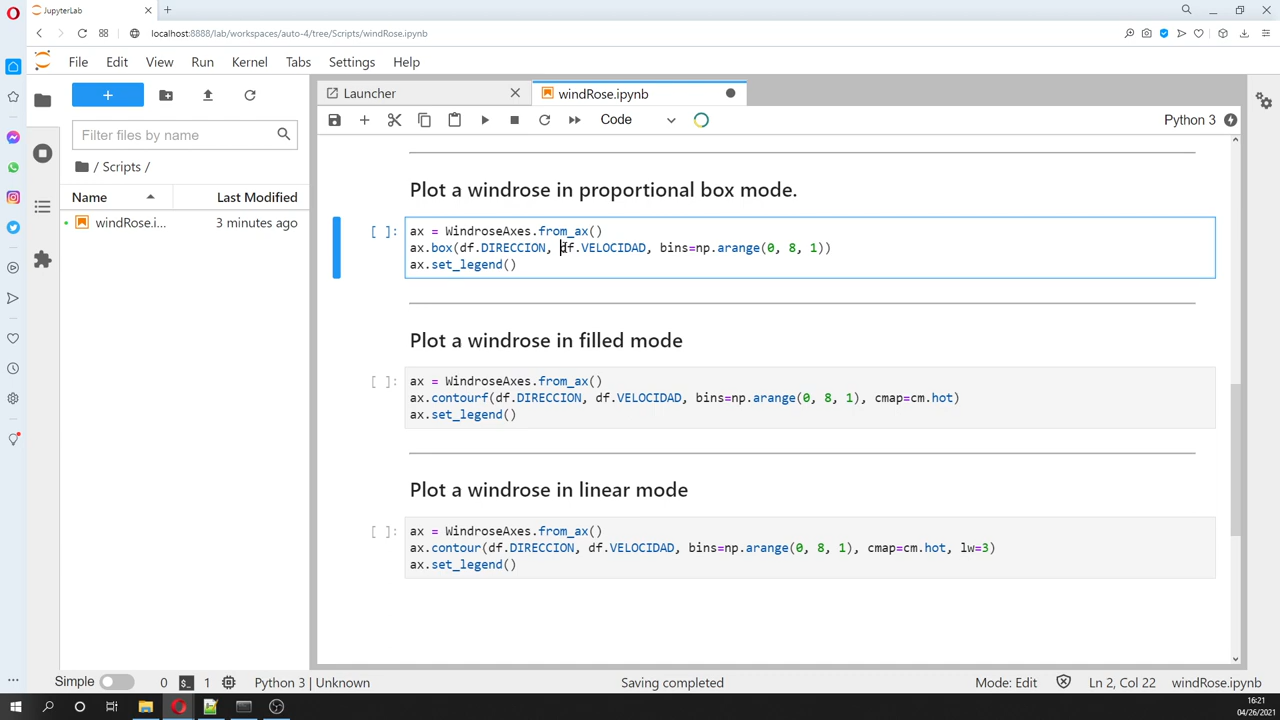 JupyterLab
localhost:8888/lab/workspaces/auto-4/tree/Scripts/windRose.ipynb
File Edit View Run Kernel Tabs Settings Help
Launcher
windRose.ipynb
Filter files by name
Code
Python 3
/ Scripts /
Name
Last Modified
windRose.i...
3 minutes ago
Plot a windrose in proportional box mode.
[ ]:
ax = WindroseAxes.from_ax()
ax.box(df.DIRECCION, df.VELOCIDAD, bins=np.arange(0, 8, 1))
ax.set_legend()
Plot a windrose in filled mode
[ ]:
ax = WindroseAxes.from_ax()
ax.contourf(df.DIRECCION, df.VELOCIDAD, bins=np.arange(0, 8, 1), cmap=cm.hot)
ax.set_legend()
Plot a windrose in linear mode
[ ]:
ax = WindroseAxes.from_ax()
ax.contour(df.DIRECCION, df.VELOCIDAD, bins=np.arange(0, 8, 1), cmap=cm.hot, lw=3)
ax.set_legend()
Simple
0
1
Python 3 | Unknown
Saving completed
Mode: Edit
Ln 2, Col 22
windRose.ipynb
16:21
04/26/2021